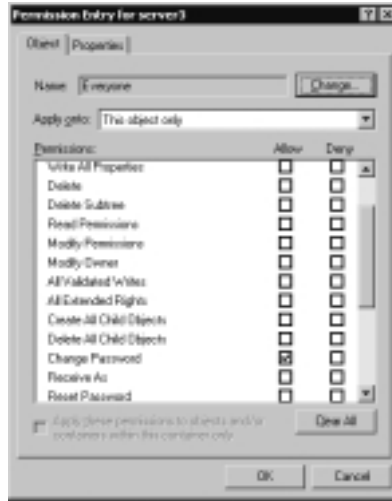 Permission Entry for server3
Object Properties
Name: Everyone Change...
Apply onto: This object only
Permissions: Allow Deny
Write All Properties
Delete
Delete Subtree
Read Permissions
Modify Permissions
Modify Owner
All Validated Writes
All Extended Rights
Create All Child Objects
Delete All Child Objects
Change Password
Receive As
Reset Password
Apply these permissions to objects and/or
containers within this container only
Clear All
OK Cancel